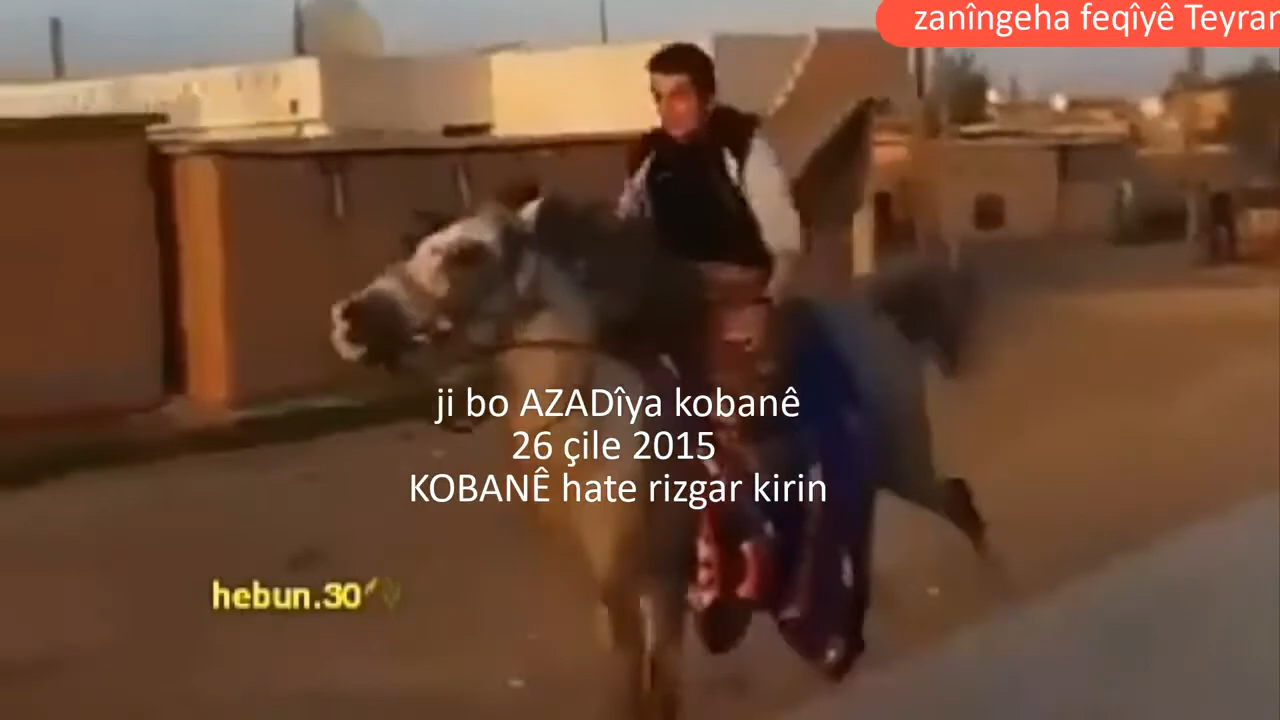 zanîngeha feqîyê Teyran
ji bo AZADîya kobanê
26 çile 2015
KOBANÊ hate rizgar kirin
hebun.30